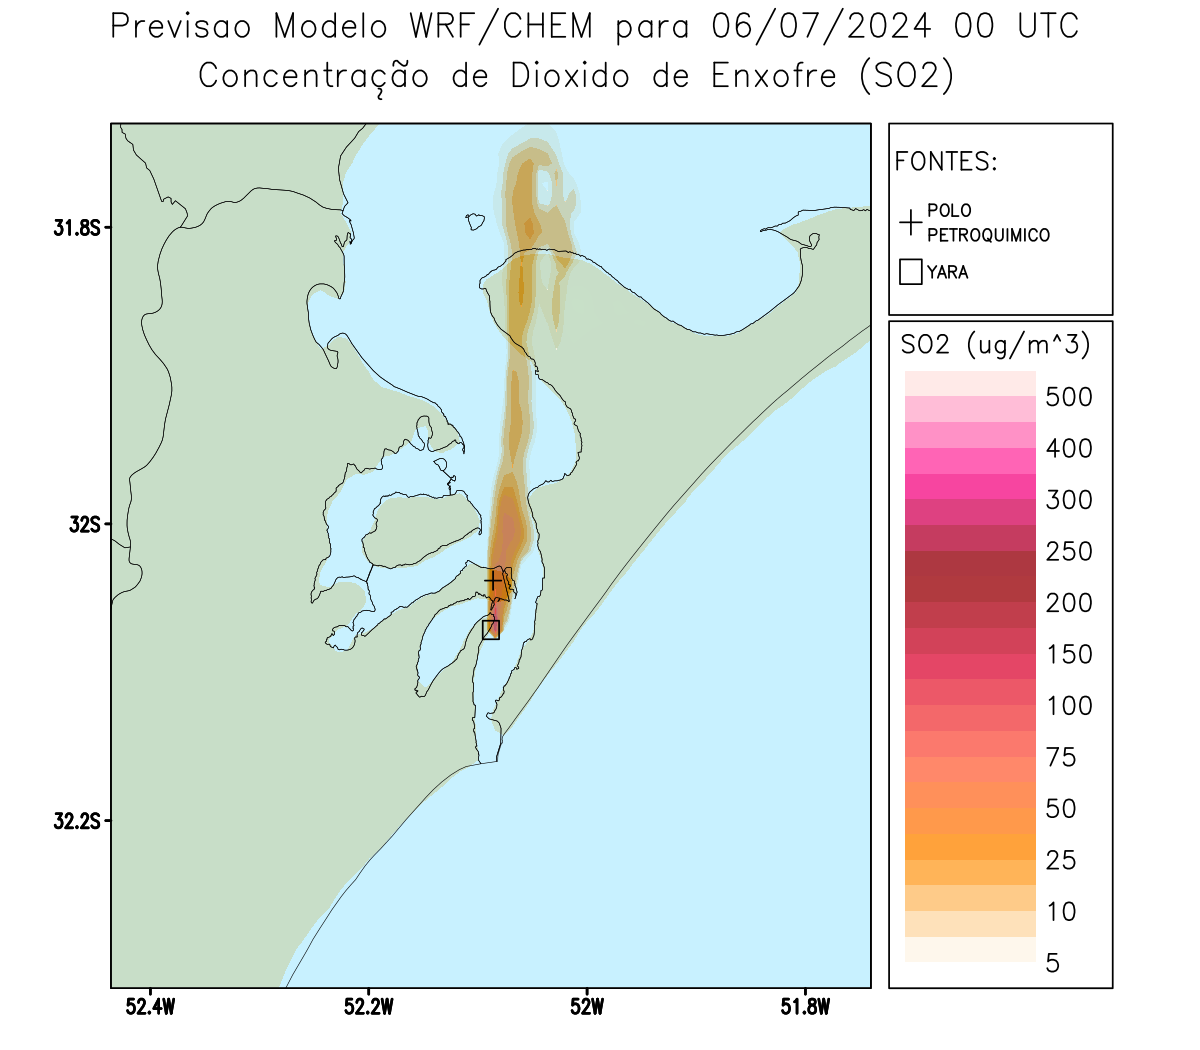 Previsao Modelo WRF/CHEM para 06/07/2024 00 UTC
Concentração de Dioxido de Enxofre (SO2)
FONTES:
POLO
PETROQUIMICO
YARA
31.8S
32S
32.2S
52.4W
52.2W
52W
51.8W
SO2 (ug/m^3)
500
400
300
250
200
150
100
75
50
25
10
5